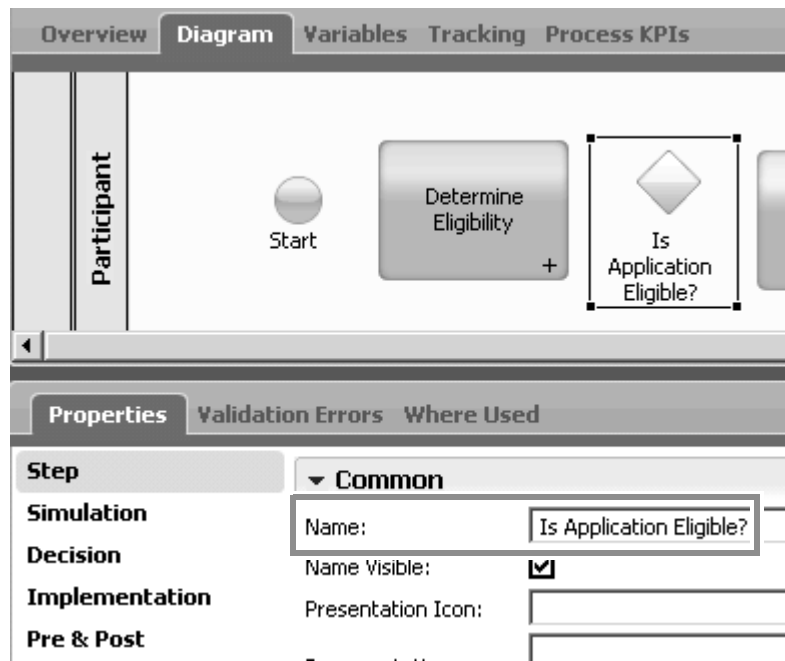 Overview Diagram Variables Tracking Process KPIs
Participant
Start
Determine
Eligibility
+
Is
Application
Eligible?
Properties Validation Errors Where Used
Step
Simulation
Decision
Implementation
Pre & Post
Common
Name: Is Application Eligible?
Name Visible:
Presentation Icon: